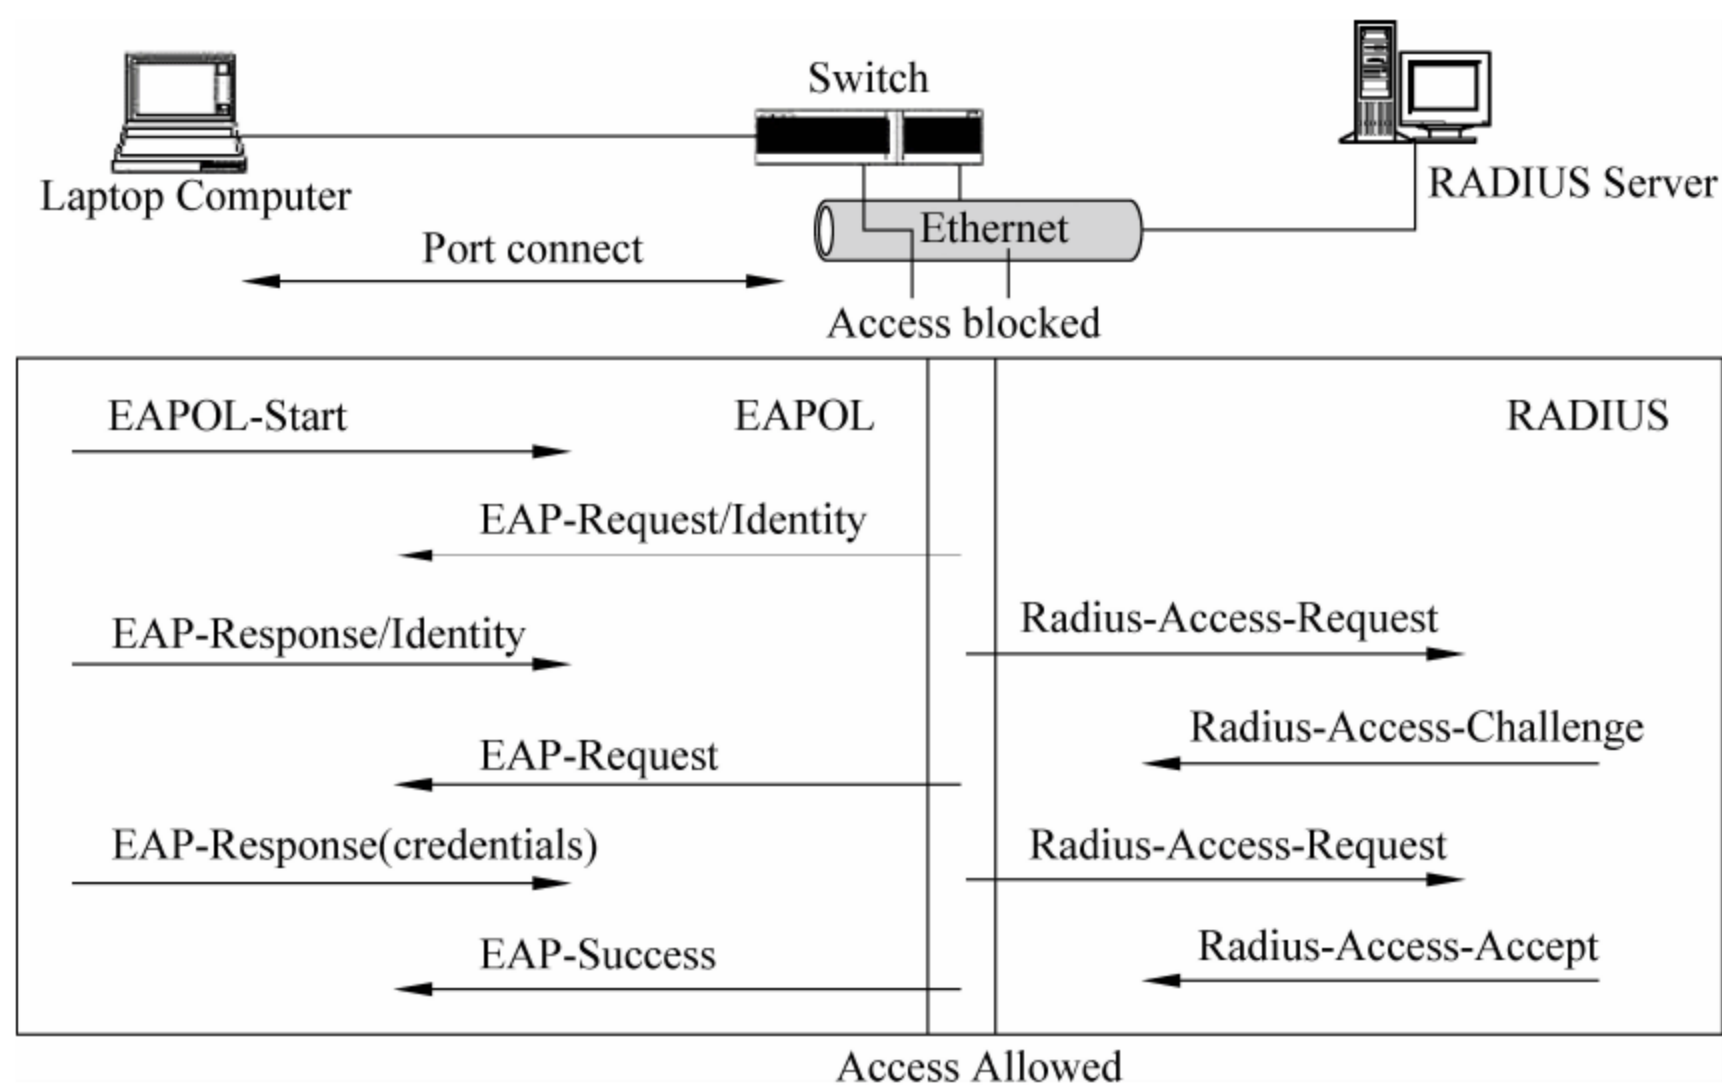 Switch
Laptop Computer
RADIUS Server
Ethernet
Port connect
Access blocked
EAPOL-Start
EAPOL
RADIUS
EAP-Request/Identity
EAP-Response/Identity
Radius-Access-Request
Radius-Access-Challenge
EAP-Request
EAP-Response(credentials)
Radius-Access-Request
EAP-Success
Radius-Access-Accept
Access Allowed